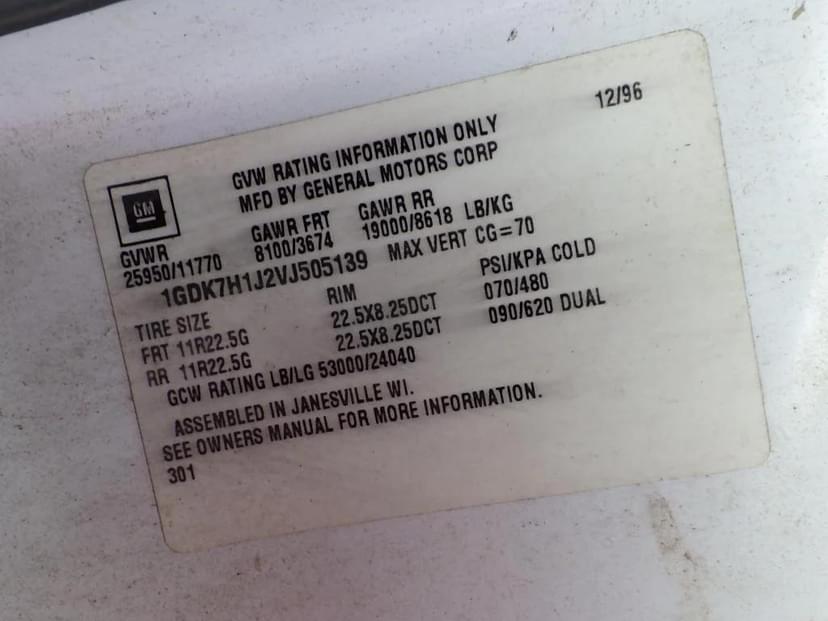 12/96
GVW RATING INFORMATION ONLY
MFD BY GENERAL MOTORS CORP
GM
GVWR GAWR FRT GAWR RR
25950/11770 8100/3674 19000/8618 LB/KG
1GDK7H1J2VJ505139 MAX VERT CG=70
TIRE SIZE RIM PSI/KPA COLD
FRT 11R22.5G 22.5X8.25DCT 070/480
RR 11R22.5G 22.5X8.25DCT 090/620 DUAL
GCW RATING LB/LG 53000/24040
ASSEMBLED IN JANESVILLE WI.
SEE OWNERS MANUAL FOR MORE INFORMATION.
301